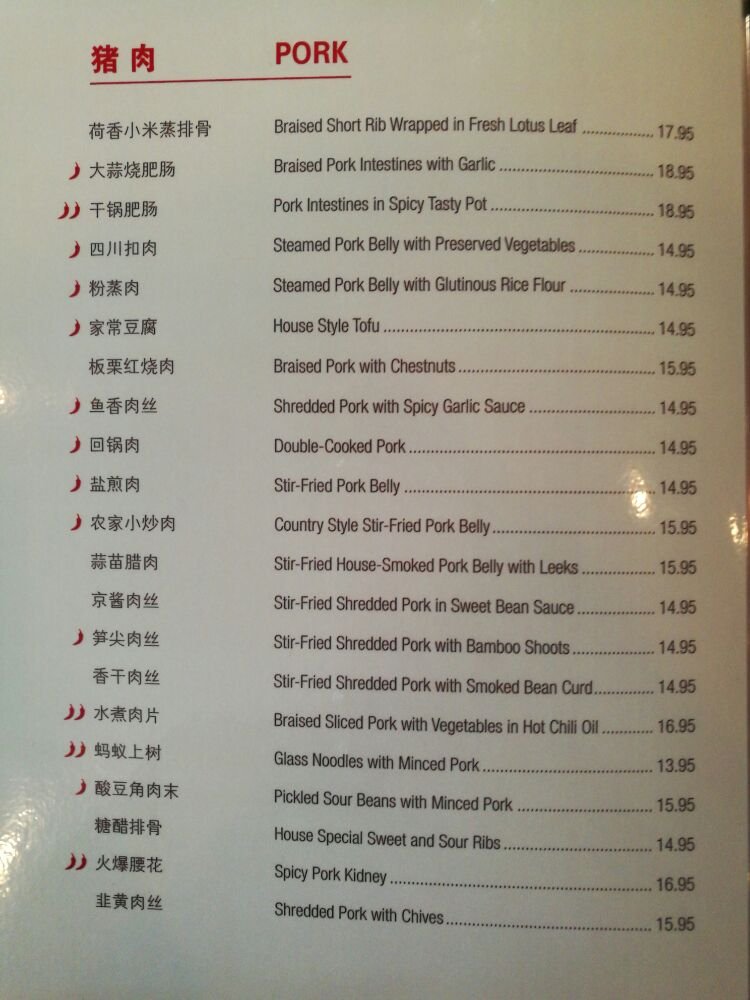 猪肉 PORK
荷香小米蒸排骨 Braised Short Rib Wrapped in Fresh Lotus Leaf ............... 17.95
大蒜烧肥肠 Braised Pork Intestines with Garlic ............... 18.95
干锅肥肠 Pork Intestines in Spicy Tasty Pot ............... 18.95
四川扣肉 Steamed Pork Belly with Preserved Vegetables ............... 14.95
粉蒸肉 Steamed Pork Belly with Glutinous Rice Flour ............... 14.95
家常豆腐 House Style Tofu ............... 14.95
板栗红烧肉 Braised Pork with Chestnuts ............... 15.95
鱼香肉丝 Shredded Pork with Spicy Garlic Sauce ............... 14.95
回锅肉 Double-Cooked Pork ............... 14.95
盐煎肉 Stir-Fried Pork Belly ............... 14.95
农家小炒肉 Country Style Stir-Fried Pork Belly ............... 15.95
蒜苗腊肉 Stir-Fried House-Smoked Pork Belly with Leeks ............... 15.95
京酱肉丝 Stir-Fried Shredded Pork in Sweet Bean Sauce ............... 14.95
笋尖肉丝 Stir-Fried Shredded Pork with Bamboo Shoots ............... 14.95
香干肉丝 Stir-Fried Shredded Pork with Smoked Bean Curd ............... 14.95
水煮肉片 Braised Sliced Pork with Vegetables in Hot Chili Oil ............... 16.95
蚂蚁上树 Glass Noodles with Minced Pork ............... 13.95
酸豆角肉末 Pickled Sour Beans with Minced Pork ............... 15.95
糖醋排骨 House Special Sweet and Sour Ribs ............... 14.95
火爆腰花 Spicy Pork Kidney ............... 16.95
韭黄肉丝 Shredded Pork with Chives ............... 15.95